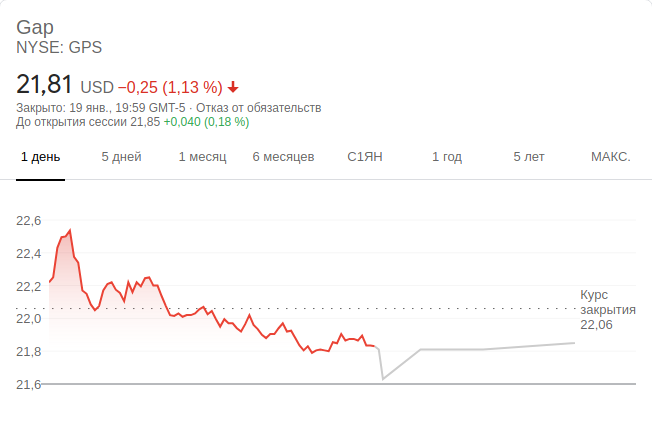 Gap
NYSE: GPS
21,81 USD −0,25 (1,13 %)
Закрыто: 19 янв., 19:59 GMT-5 · Отказ от обязательств
До открытия сессии 21,85 +0,040 (0,18 %)
1 день 5 дней 1 месяц 6 месяцев С1ЯН 1 год 5 лет МАКС.
22,6
22,4
22,2
Курс
закрытия
22,06
22,0
21,8
21,6